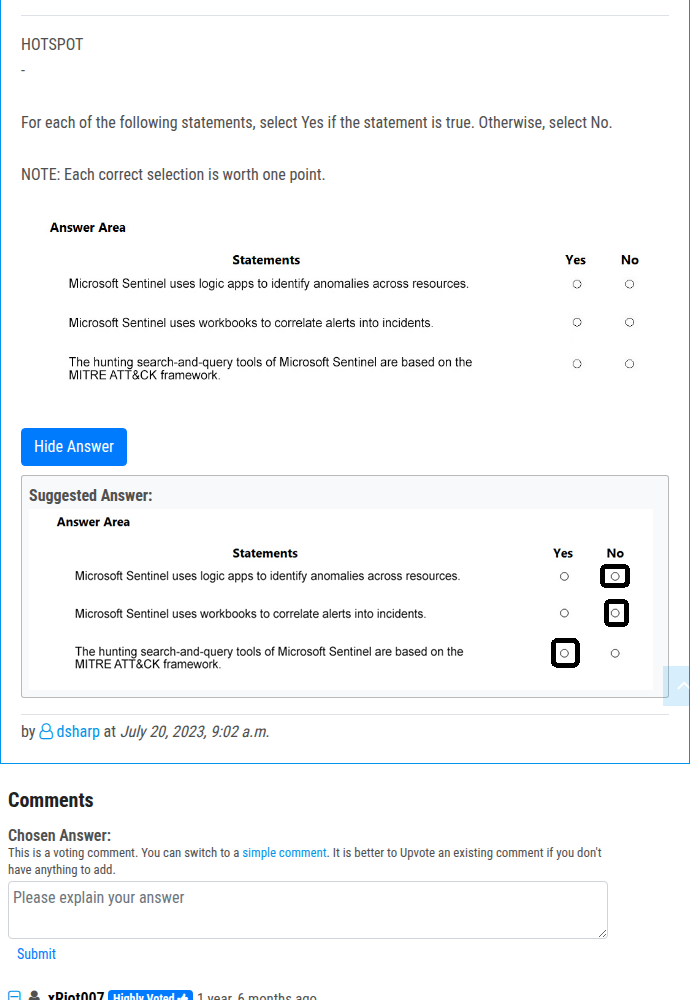 HOTSPOT
-
For each of the following statements, select Yes if the statement is true. Otherwise, select No.
NOTE: Each correct selection is worth one point.
Answer Area
Statements Yes No
Microsoft Sentinel uses logic apps to identify anomalies across resources.
Microsoft Sentinel uses workbooks to correlate alerts into incidents.
The hunting search-and-query tools of Microsoft Sentinel are based on the
MITRE ATT&CK framework.
Hide Answer
Suggested Answer:
Answer Area
Statements Yes No
Microsoft Sentinel uses logic apps to identify anomalies across resources.
Microsoft Sentinel uses workbooks to correlate alerts into incidents.
The hunting search-and-query tools of Microsoft Sentinel are based on the
MITRE ATT&CK framework.
by dsharp at July 20, 2023, 9:02 a.m.
Comments
Chosen Answer:
This is a voting comment. You can switch to a simple comment. It is better to Upvote an existing comment if you don't
have anything to add.
Please explain your answer
Submit
xRiot007 Highly Voted 1 year, 6 months ago